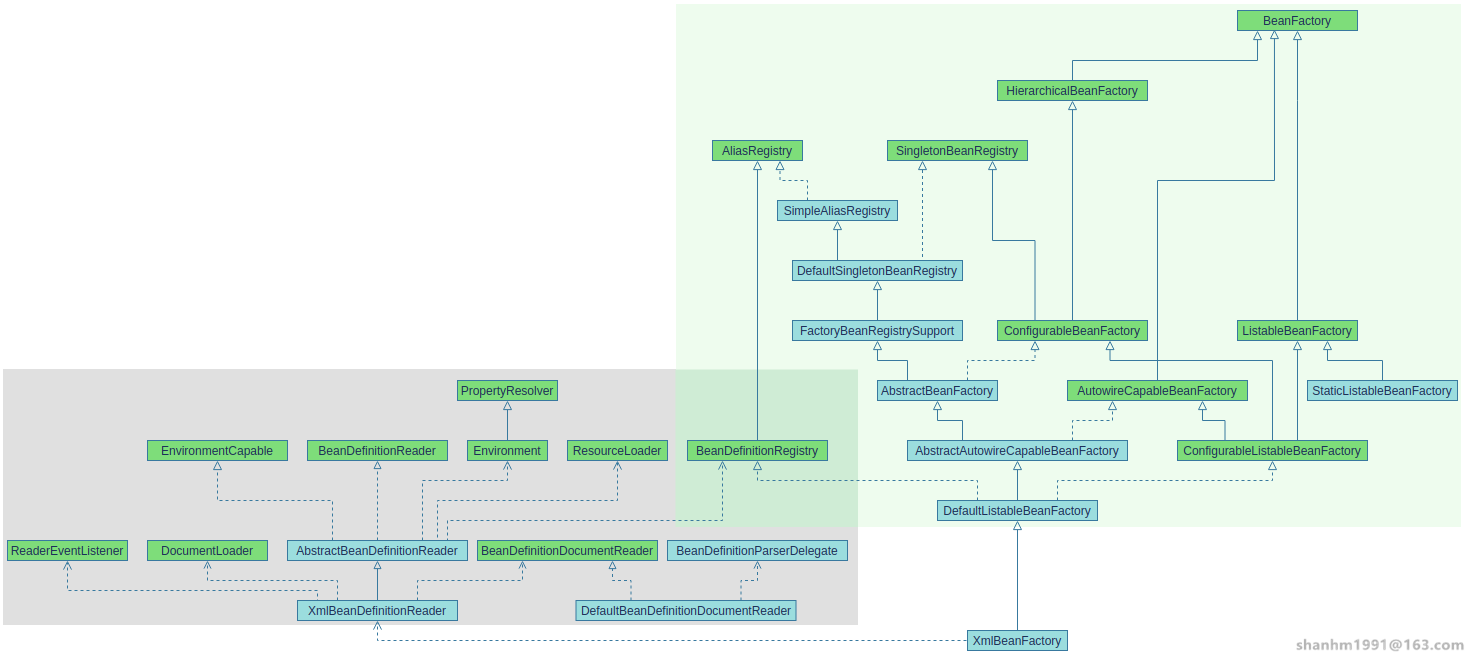 BeanFactory
HierarchicalBeanFactory
AliasRegistry
SingletonBeanRegistry
SimpleAliasRegistry
DefaultSingletonBeanRegistry
FactoryBeanRegistrySupport
ConfigurableBeanFactory
ListableBeanFactory
PropertyResolver
AbstractBeanFactory
AutowireCapableBeanFactory
StaticListableBeanFactory
EnvironmentCapable
BeanDefinitionReader
Environment
ResourceLoader
BeanDefinitionRegistry
AbstractAutowireCapableBeanFactory
ConfigurableListableBeanFactory
DefaultListableBeanFactory
ReaderEventListener
DocumentLoader
AbstractBeanDefinitionReader
BeanDefinitionDocumentReader
BeanDefinitionParserDelegate
XmlBeanDefinitionReader
DefaultBeanDefinitionDocumentReader
XmlBeanFactory
shanhm1991@163.com